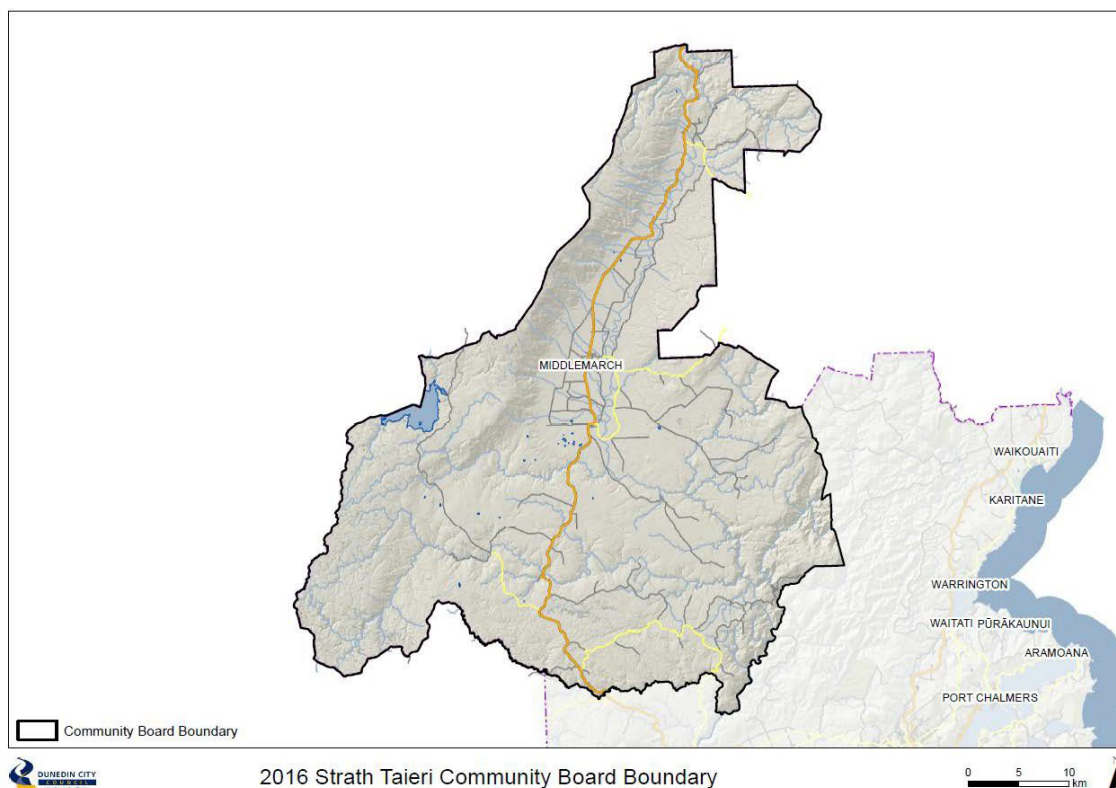 MIDDLEMARCH
WAIKOUAITI
KARITANE
WARRINGTON
WAITATI PŪRĀKAUNUI
ARAMOANA
PORT CHALMERS
Community Board Boundary
DUNEDIN CITY
COUNCIL
2016 Strath Taieri Community Board Boundary
0 5 10
km